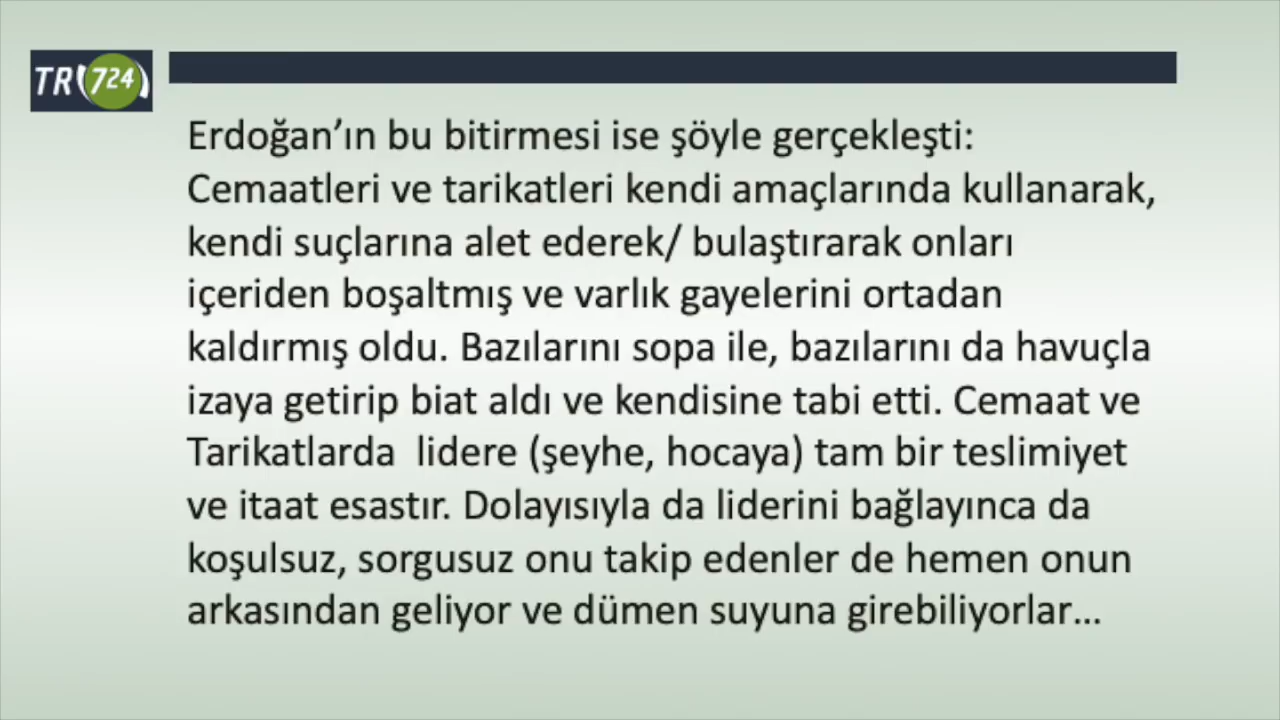 TR724
Erdoğan’ın bu bitirmesi ise şöyle gerçekleşti:
Cemaatleri ve tarikatleri kendi amaçlarında kullanarak,
kendi suçlarına alet ederek/ bulaştırarak onları
içeriden boşaltmış ve varlık gayelerini ortadan
kaldırmış oldu. Bazılarını sopa ile, bazılarını da havuçla
izaya getirip biat aldı ve kendisine tabi etti. Cemaat ve
Tarikatlarda  lidere (şeyhe, hocaya) tam bir teslimiyet
ve itaat esastır. Dolayısıyla da liderini bağlayınca da
koşulsuz, sorgusuz onu takip edenler de hemen onun
arkasından geliyor ve dümen suyuna girebiliyorlar…